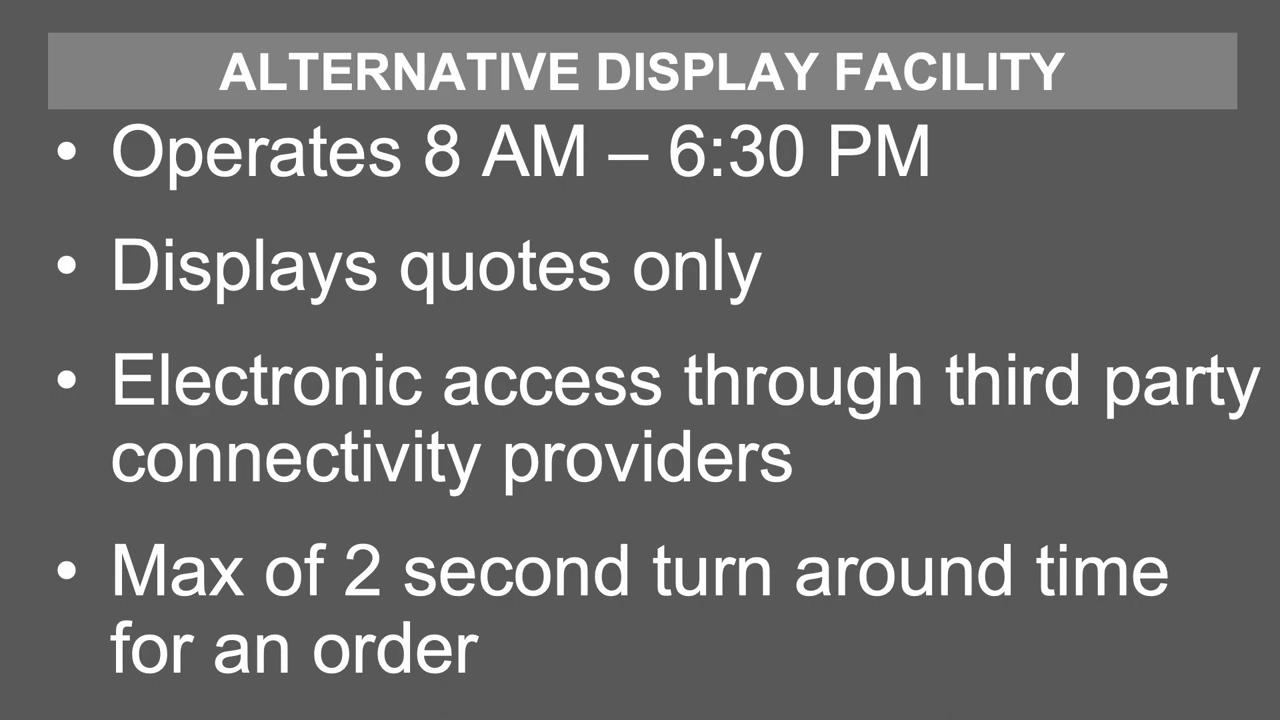 ALTERNATIVE DISPLAY FACILITY
• Operates 8 AM – 6:30 PM
• Displays quotes only
• Electronic access through third party
connectivity providers
• Max of 2 second turn around time
for an order